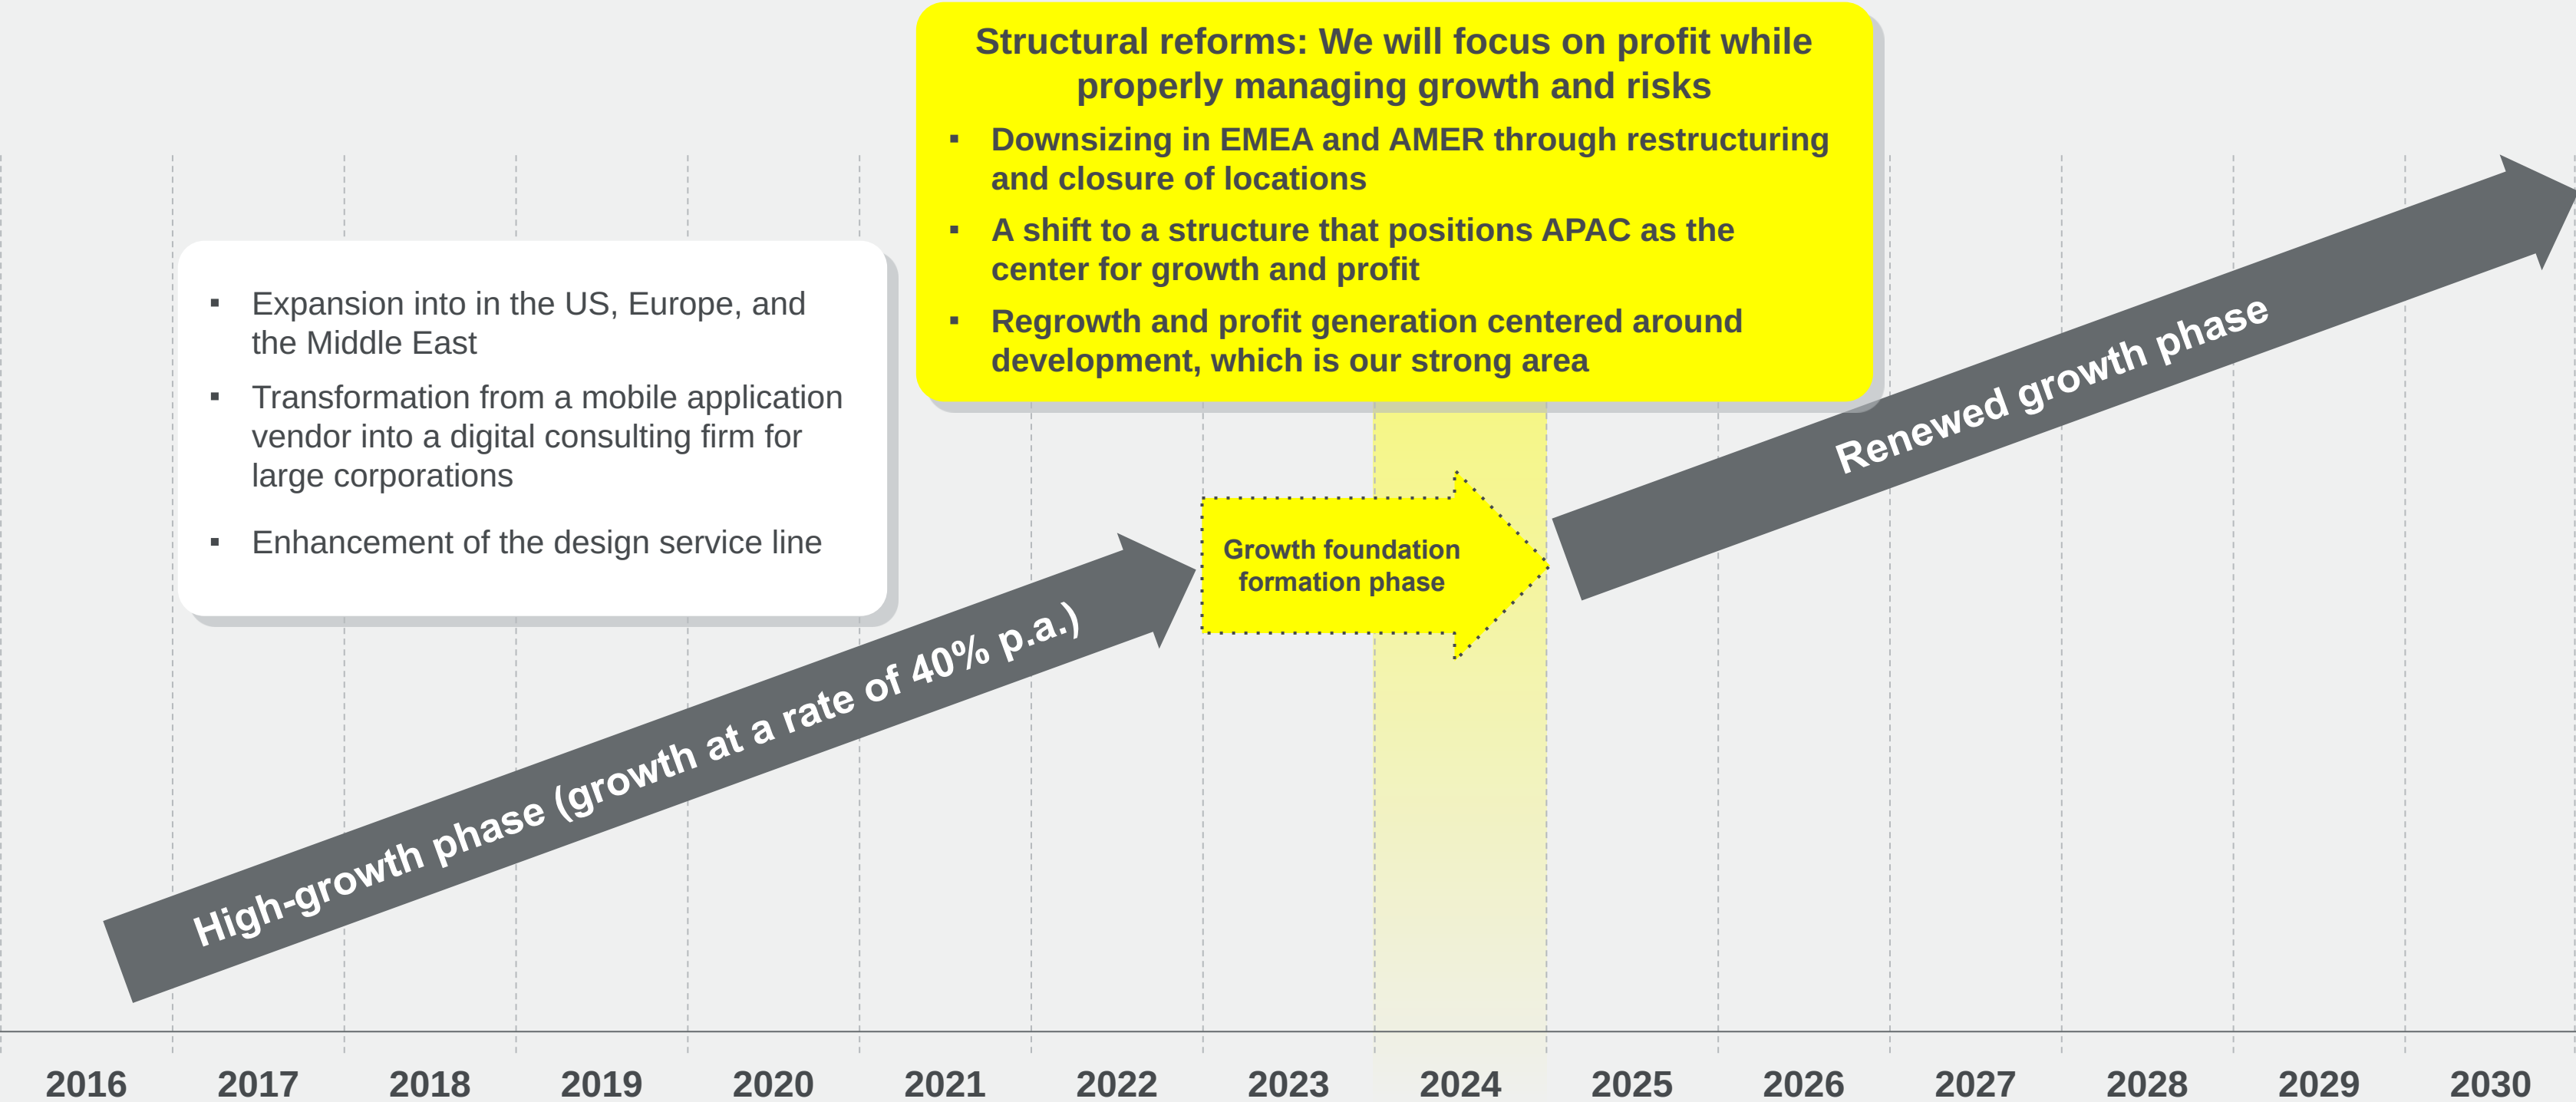 Structural reforms: We will focus on profit while
properly managing growth and risks
▪ Downsizing in EMEA and AMER through restructuring
and closure of locations
▪ A shift to a structure that positions APAC as the
center for growth and profit
▪ Regrowth and profit generation centered around
development, which is our strong area
▪ Expansion into in the US, Europe, and
the Middle East
▪ Transformation from a mobile application
vendor into a digital consulting firm for
large corporations
▪ Enhancement of the design service line
High-growth phase (growth at a rate of 40% p.a.)
Growth foundation
formation phase
Renewed growth phase
2016 2017 2018 2019 2020 2021 2022 2023 2024 2025 2026 2027 2028 2029 2030